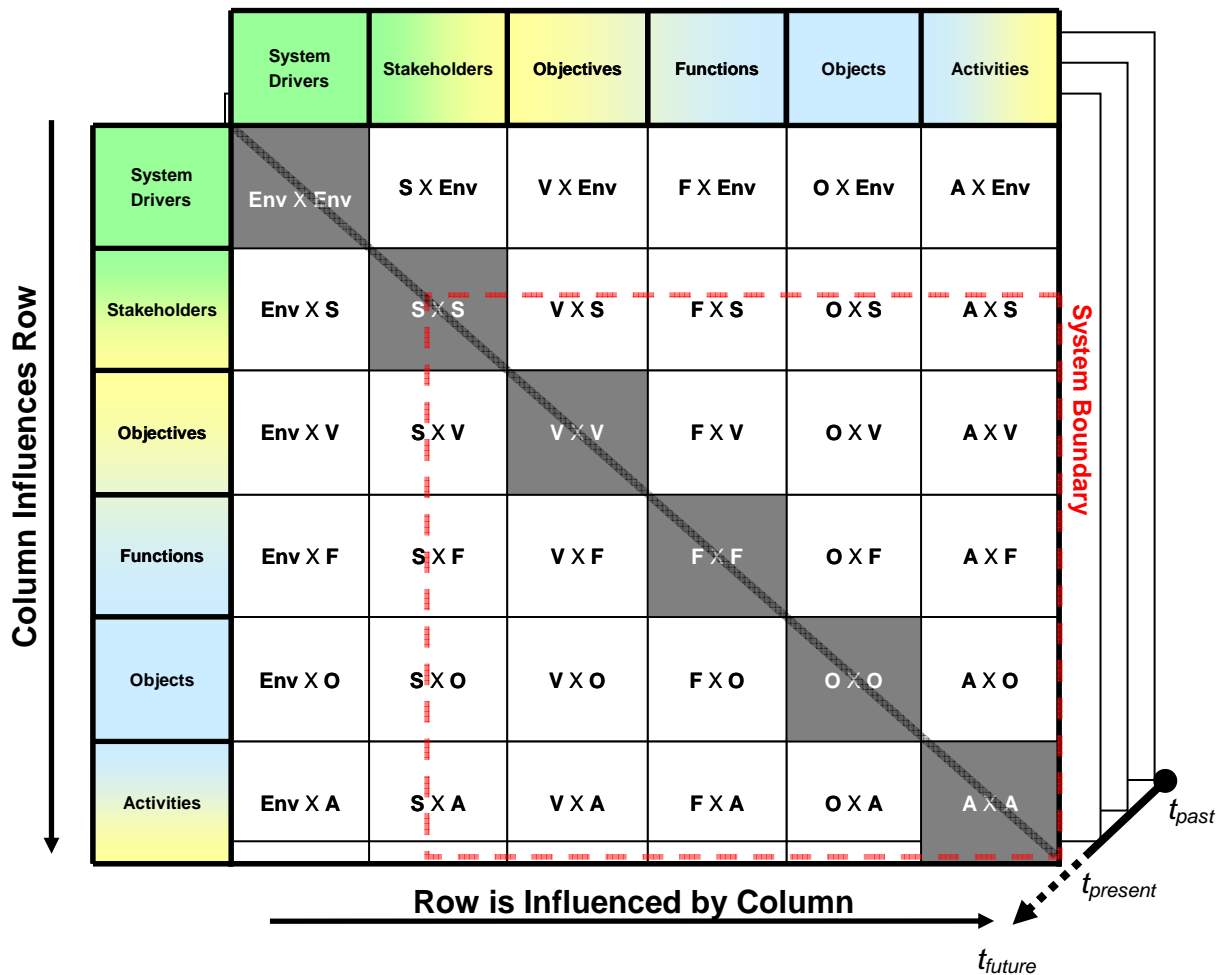 System
Drivers
Stakeholders
Objectives
Functions
Objects
Activities
System
Drivers
Env X Env
S X Env
V X Env
F X Env
O X Env
A X Env
Stakeholders
Env X S
S X S
V X S
F X S
O X S
A X S
Objectives
Env X V
S X V
V X V
F X V
O X V
A X V
Functions
Env X F
S X F
V X F
F X F
O X F
A X F
Objects
Env X O
S X O
V X O
F X O
O X O
A X O
Activities
Env X A
S X A
V X A
F X A
O X A
A X A
Column Influences Row
System Boundary
Row is Influenced by Column
tpast
tpresent
tfuture